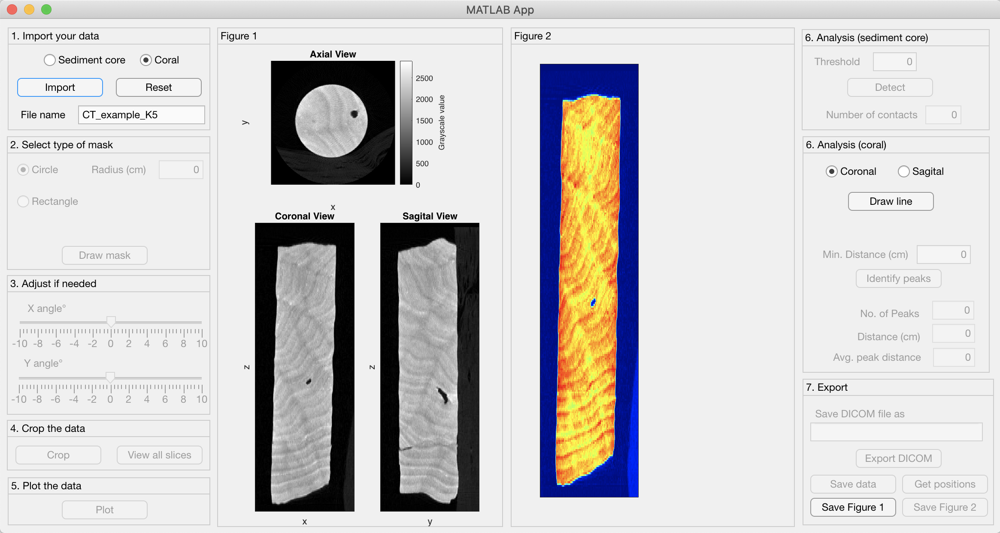 MATLAB App
1. Import your data
Sediment core
Coral
Import
Reset
File name
CT_example_K5
2. Select type of mask
Circle
Radius (cm)
0
Rectangle
Draw mask
3. Adjust if needed
X angle°
-10 -8 -6 -4 -2 0 2 4 6 8 10
Y angle°
-10 -8 -6 -4 -2 0 2 4 6 8 10
4. Crop the data
Crop
View all slices
5. Plot the data
Plot
Figure 1
Axial View
y
x
2500
2000
1500
1000
500
0
Grayscale value
Coronal View
z
x
Sagital View
z
y
Figure 2
6. Analysis (sediment core)
Threshold
0
Detect
Number of contacts
0
6. Analysis (coral)
Coronal
Sagital
Draw line
Min. Distance (cm)
0
Identify peaks
No. of Peaks
0
Distance (cm)
0
Avg. peak distance
0
7. Export
Save DICOM file as
Export DICOM
Save data
Get positions
Save Figure 1
Save Figure 2